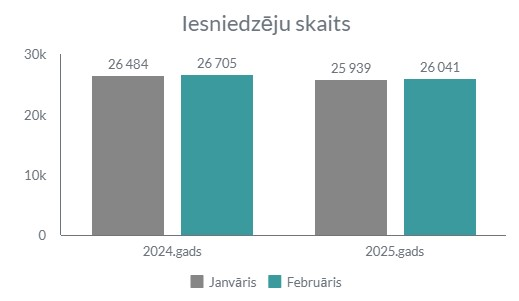 Iesniedzēju skaits
30k
20k
10k
0
26 484
26 705
25 939
26 041
2024.gads
2025.gads
Janvāris
Februāris